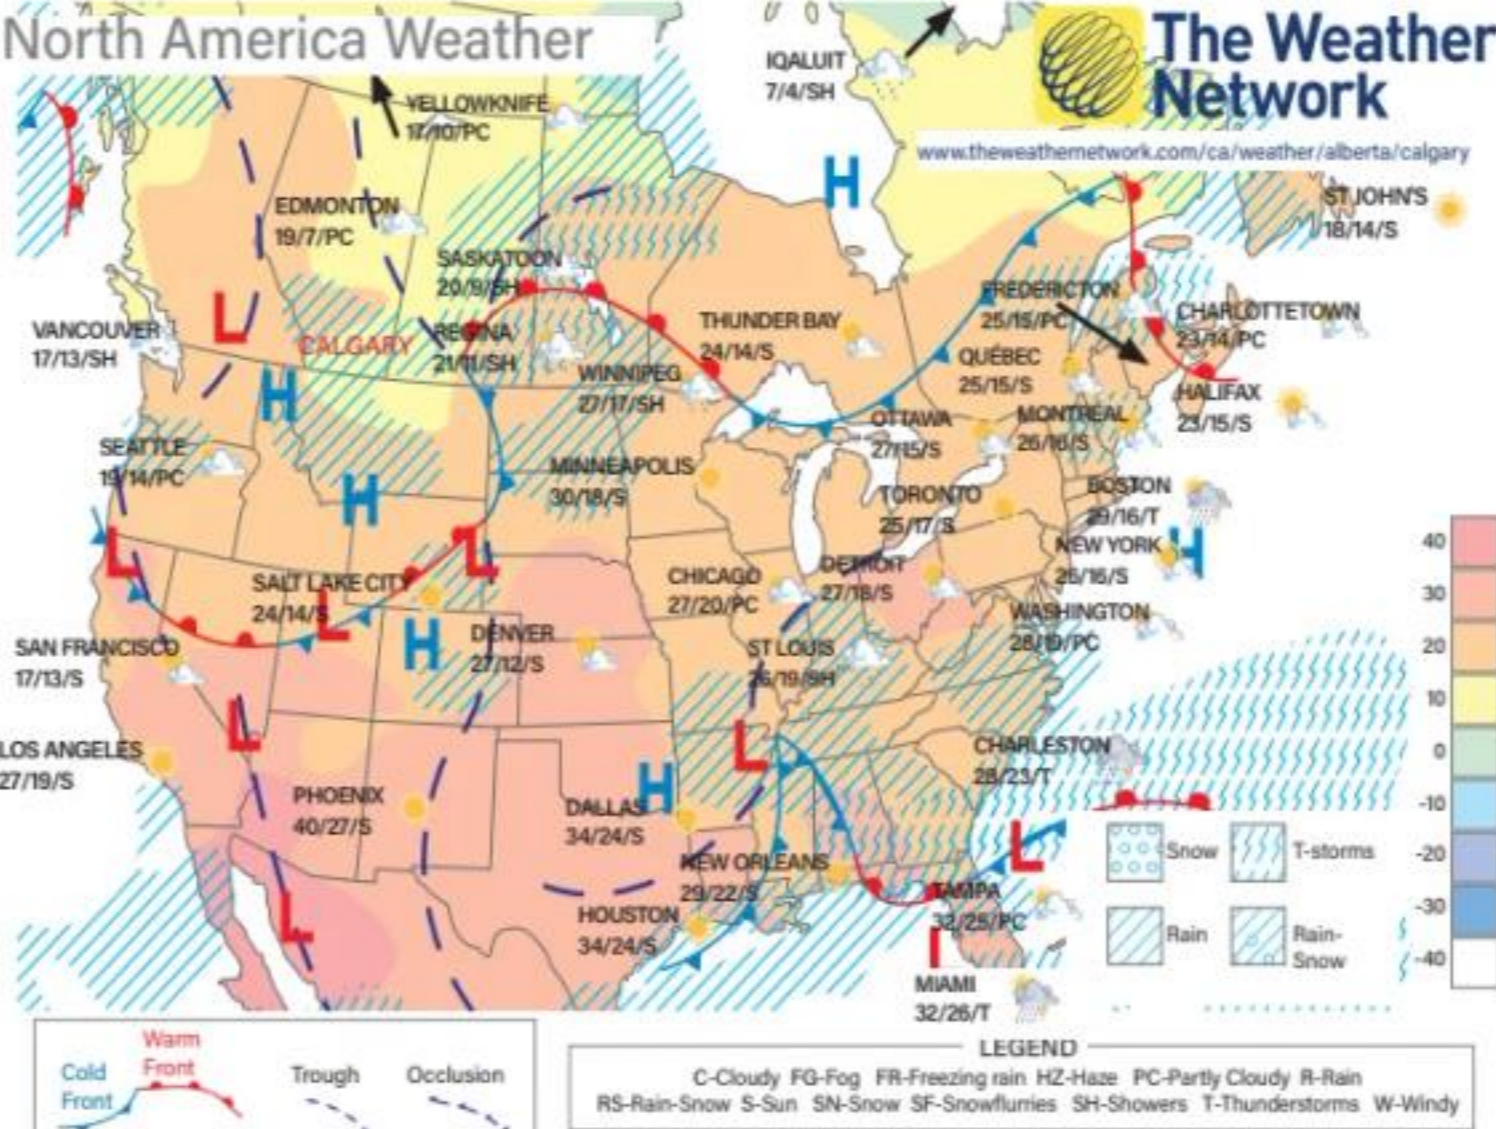 North America Weather
The Weather
Network
www.theweathernetwork.com/ca/weather/alberta/calgary
IQALUIT
7/4/SH
YELLOWKNIFE
17/10/PC
H
ST JOHN'S
18/14/S
EDMONTON
19/7/PC
SASKATOON
20/9/SH
FREDERICTON
25/15/PC
CHARLOTTETOWN
23/14/PC
L
VANCOUVER
17/13/SH
CALGARY
REGINA
21/11/SH
THUNDER BAY
24/14/S
QUÉBEC
25/15/S
WINNIPEG
27/17/SH
H
HALIFAX
23/15/S
OTTAWA
27/15/S
MONTREAL
26/16/S
SEATTLE
19/14/PC
H
MINNEAPOLIS
30/18/S
TORONTO
25/17/S
BOSTON
29/16/T
L
L
NEW YORK
26/16/S
H
SALT LAKE CITY
24/14/S
L
CHICAGO
27/20/PC
DETROIT
27/18/S
WASHINGTON
28/19/PC
SAN FRANCISCO
17/13/S
H
DENVER
27/12/S
ST LOUIS
26/19/SH
L
L
LOS ANGELES
27/19/S
CHARLESTON
28/23/T
PHOENIX
40/27/S
DALLAS
34/24/S
H
NEW ORLEANS
29/22/S
L
TAMPA
32/25/PC
HOUSTON
34/24/S
L
MIAMI
32/26/T
40
30
20
10
0
-10
-20
-30
-40
Snow
T-storms
Rain
Rain-
Snow
Cold
Front
Warm
Front
Trough
Occlusion
LEGEND
C-Cloudy FG-Fog FR-Freezing rain HZ-Haze PC-Partly Cloudy R-Rain
RS-Rain-Snow S-Sun SN-Snow SF-Snowflurries SH-Showers T-Thunderstorms W-Windy